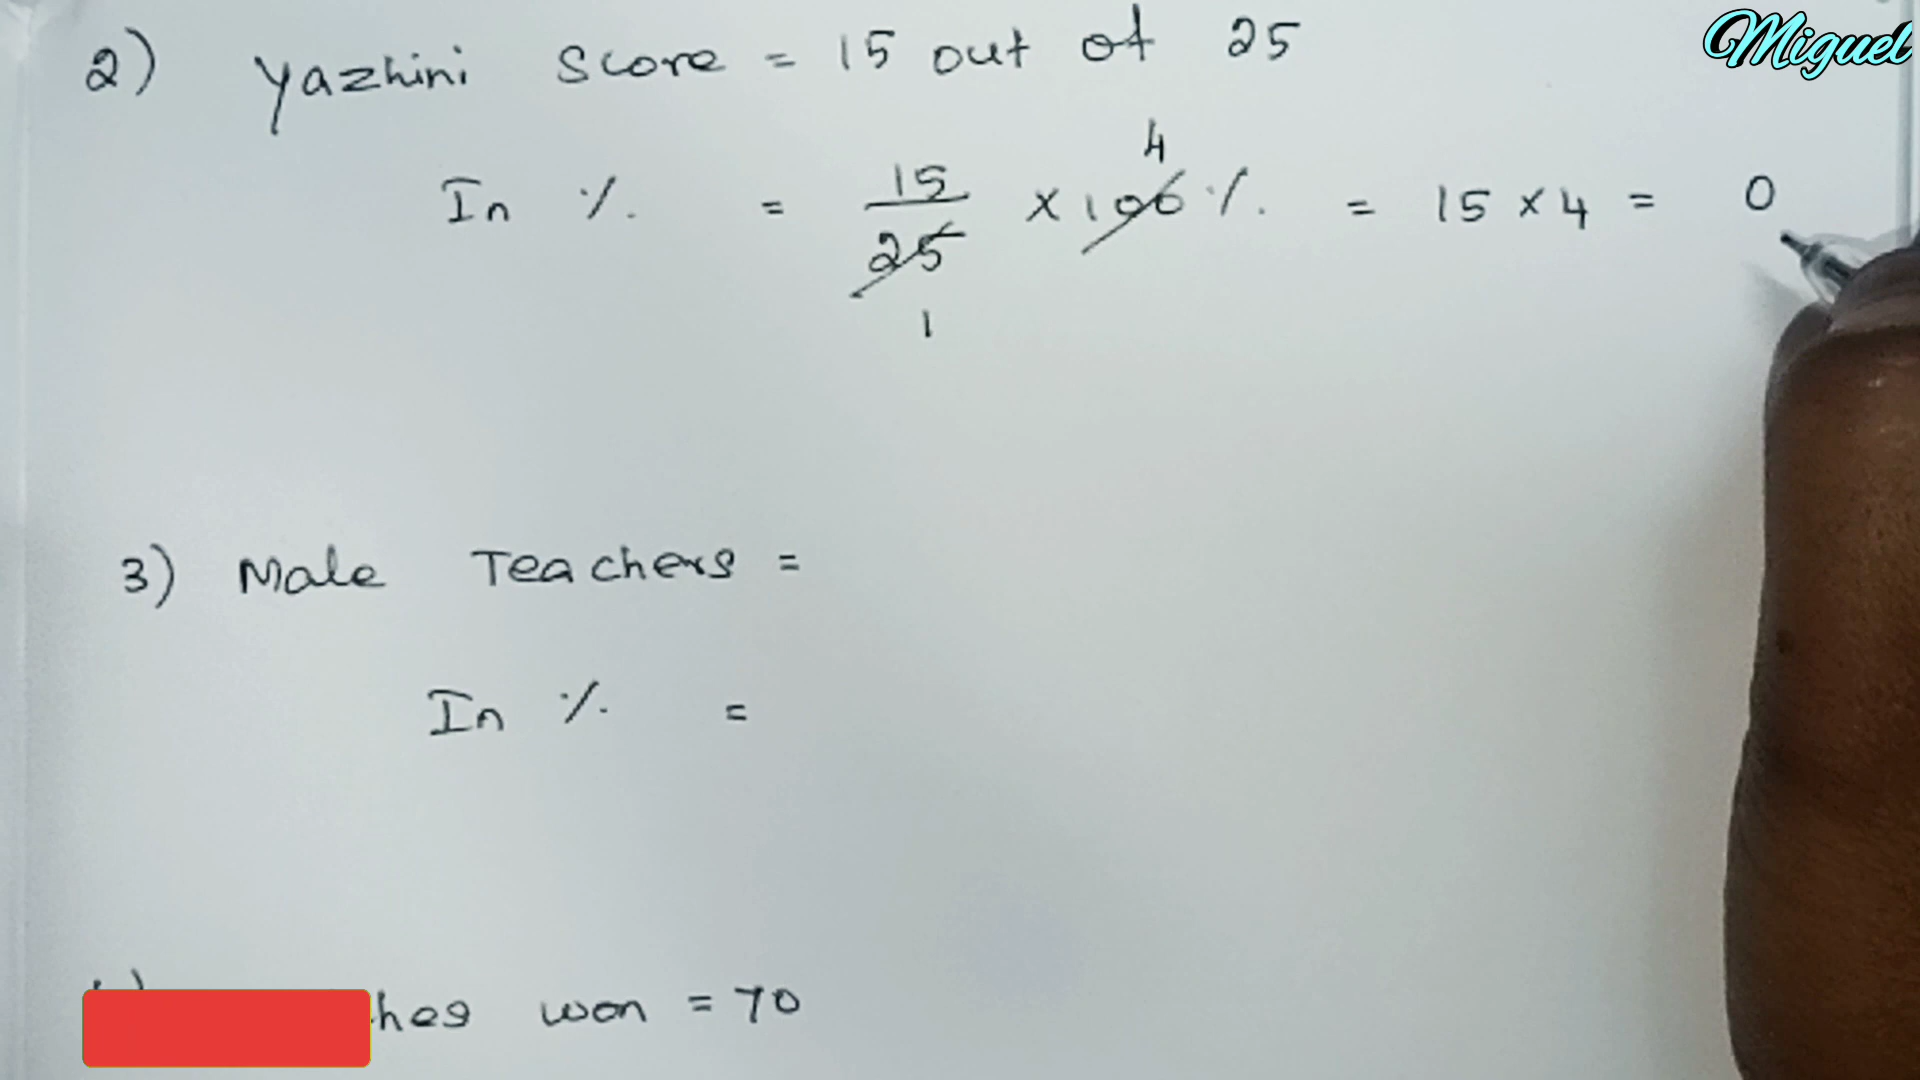 Miguel
2) Yazhini Score = 15 out of 25
4
In % = 15/25 × 100 % = 15 × 4 = 0
1
3) Male Teachers =
In % =
won = 70